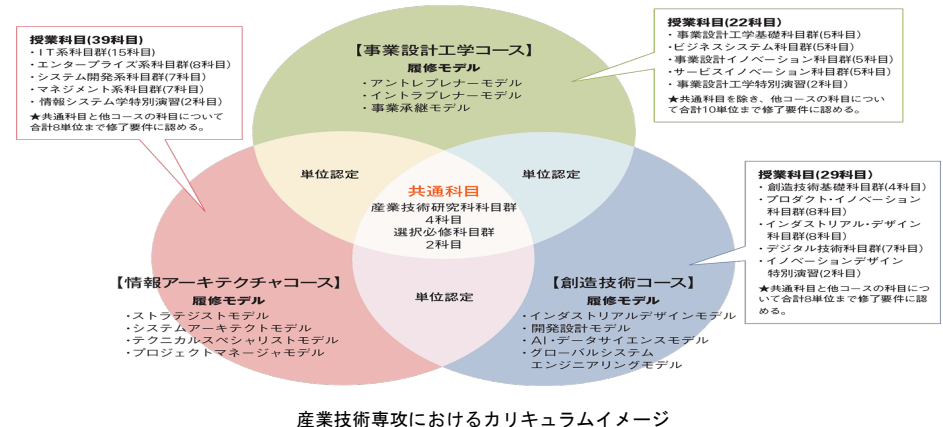 授業科目(39科目)
・IT系科目群(15科目)
・エンタープライズ系科目群(8科目)
・システム開発系科目群(7科目)
・マネジメント系科目群(7科目)
・情報システム学特別演習(2科目)
★共通科目と他コースの科目について
合計8単位まで修了要件に認める。
【事業設計工学コース】
履修モデル
・アントレプレナーモデル
・イントラプレナーモデル
・事業承継モデル
授業科目(22科目)
・事業設計工学基礎科目群(5科目)
・ビジネスシステム科目群(5科目)
・事業設計イノベーション科目群(5科目)
・サービスイノベーション科目群(5科目)
・事業設計工学特別演習(2科目)
★共通科目を除き、他コースの科目につい
て合計10単位まで修了要件に認める。
単位認定
単位認定
共通科目
産業技術研究科科目群
4科目
選択必修科目群
2科目
授業科目(29科目)
・創造技術基礎科目群(4科目)
・プロダクト・イノベーション
科目群(8科目)
・インダストリアル・デザイン
科目群(8科目)
・デジタル技術科目群(7科目)
・イノベーションデザイン
特別演習(2科目)
★共通科目と他コースの科目につ
いて合計8単位まで修了要件に認
める。
【情報アーキテクチャコース】
履修モデル
・ストラテジストモデル
・システムアーキテクトモデル
・テクニカルスペシャリストモデル
・プロジェクトマネージャモデル
単位認定
【創造技術コース】
履修モデル
・インダストリアルデザインモデル
・開発設計モデル
・AI・データサイエンスモデル
・グローバルシステム
エンジニアリングモデル
産業技術専攻におけるカリキュラムイメージ